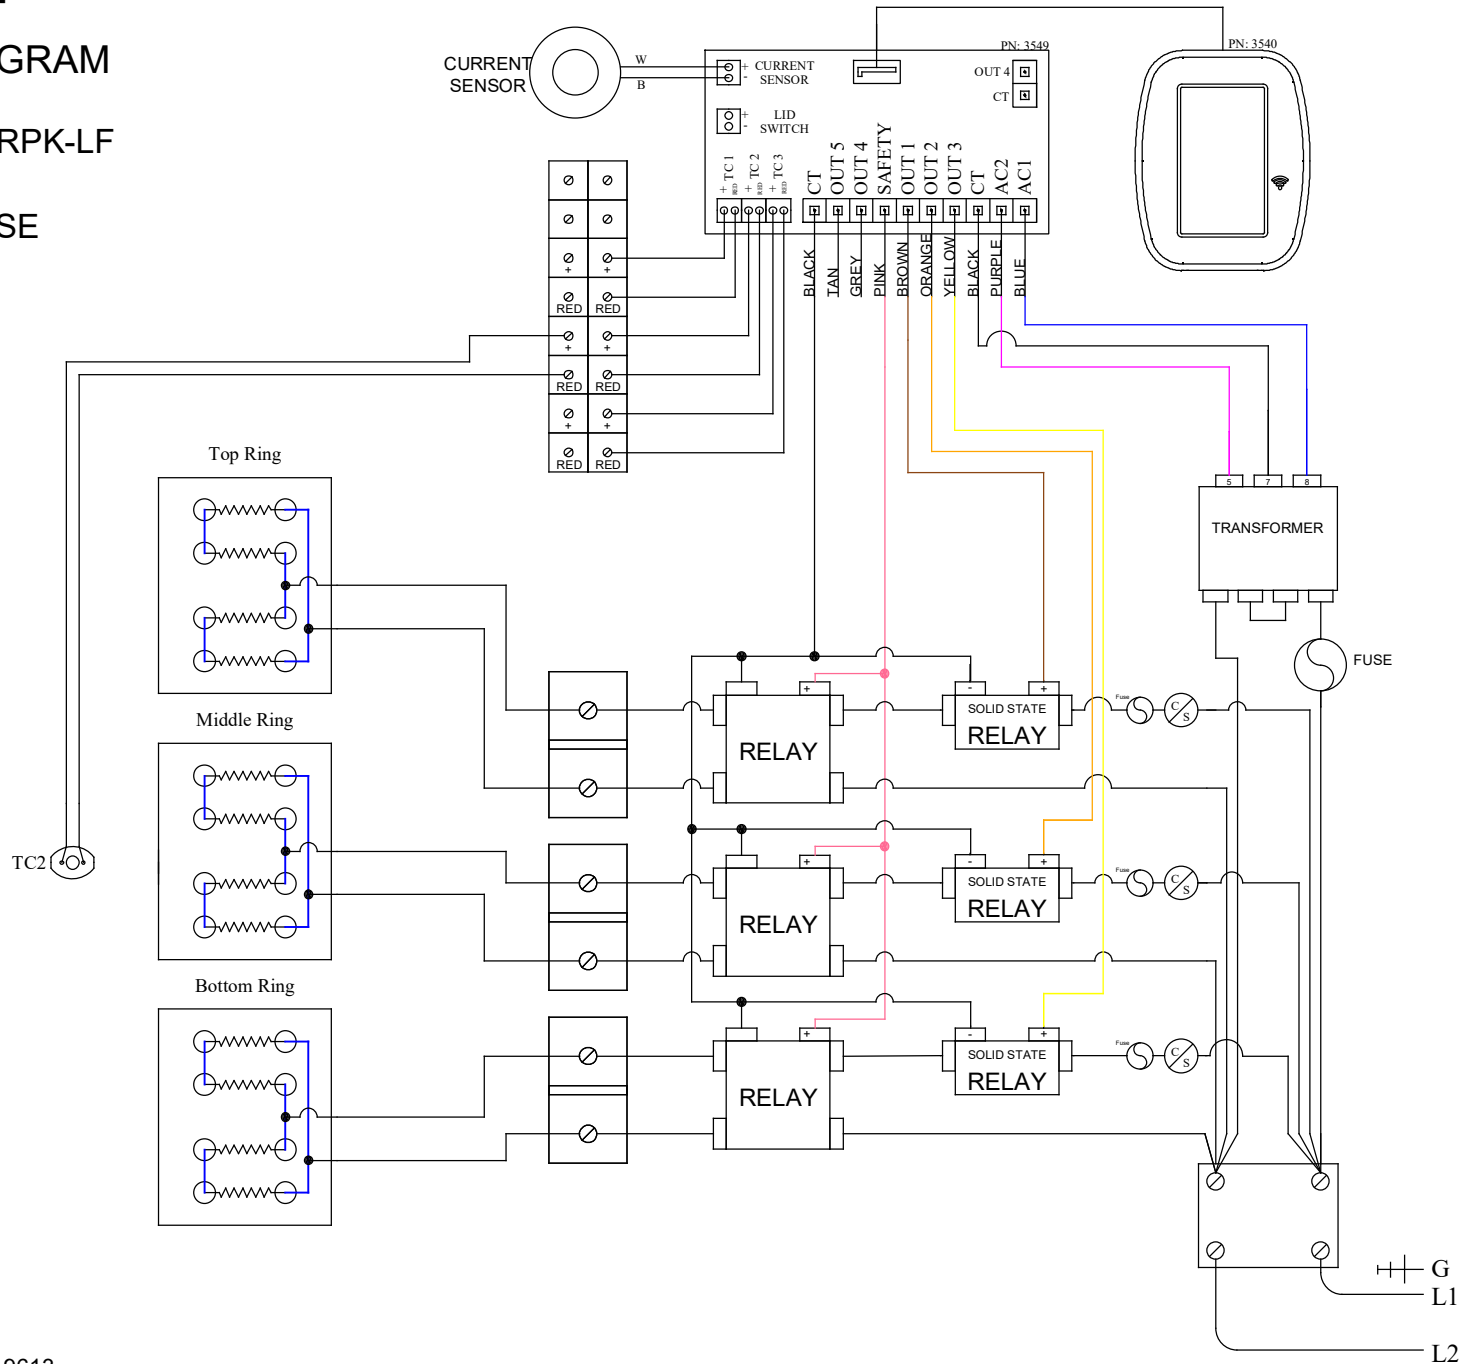 GRAM
RPK-LF
SE
CURRENT
SENSOR
W
B
PN: 3549
+ CURRENT
- SENSOR
+ LID
- SWITCH
OUT 4
CT
PN: 3540
+ TC 1
RED
+ TC 2
RED
+ TC 3
RED
CT
OUT 5
OUT 4
SAFETY
OUT 1
OUT 2
OUT 3
CT
AC2
AC1
BLACK
TAN
GREY
PINK
BROWN
ORANGE
YELLOW
BLACK
PURPLE
BLUE
+ +
RED RED
+ +
RED RED
+ +
RED RED
5 7 8
TRANSFORMER
FUSE
Top Ring
+
RELAY
- +
SOLID STATE
RELAY
Fuse
C/S
Middle Ring
+
RELAY
- +
SOLID STATE
RELAY
Fuse
C/S
TC2
Bottom Ring
+
RELAY
- +
SOLID STATE
RELAY
Fuse
C/S
G
L1
L2